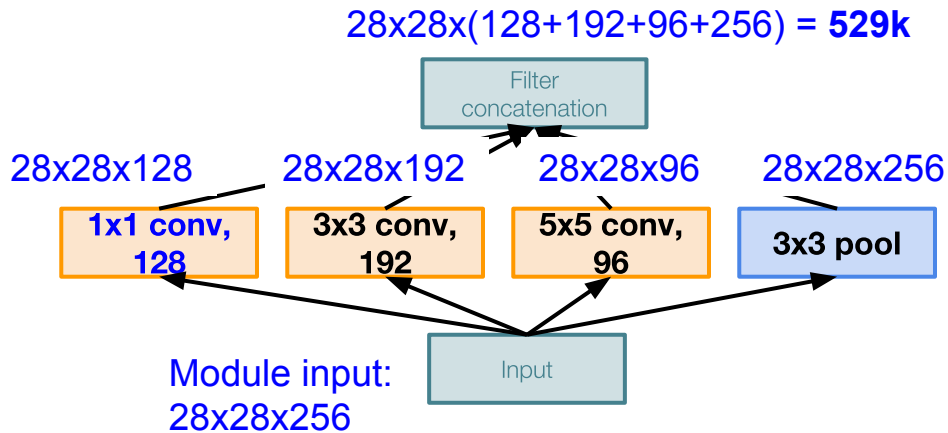 28x28x(128+192+96+256) = 529k
Filter
concatenation
28x28x128
28x28x192
28x28x96
28x28x256
1x1 conv,
128
3x3 conv,
192
5x5 conv,
96
3x3 pool
Input
Module input:
28x28x256